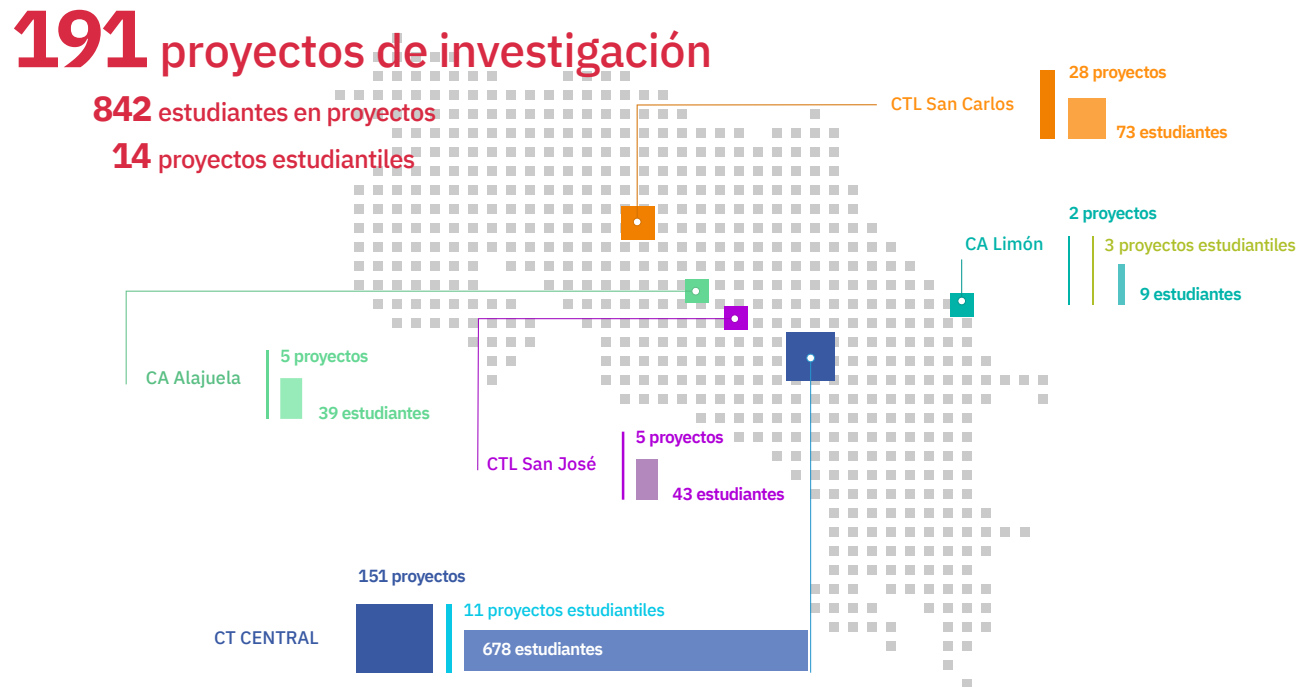 191 proyectos de investigación
842 estudiantes en proyectos
14 proyectos estudiantiles
CTL San Carlos
28 proyectos
73 estudiantes
CA Limón
2 proyectos
3 proyectos estudiantiles
9 estudiantes
CA Alajuela
5 proyectos
39 estudiantes
CTL San José
5 proyectos
43 estudiantes
CT CENTRAL
151 proyectos
11 proyectos estudiantiles
678 estudiantes